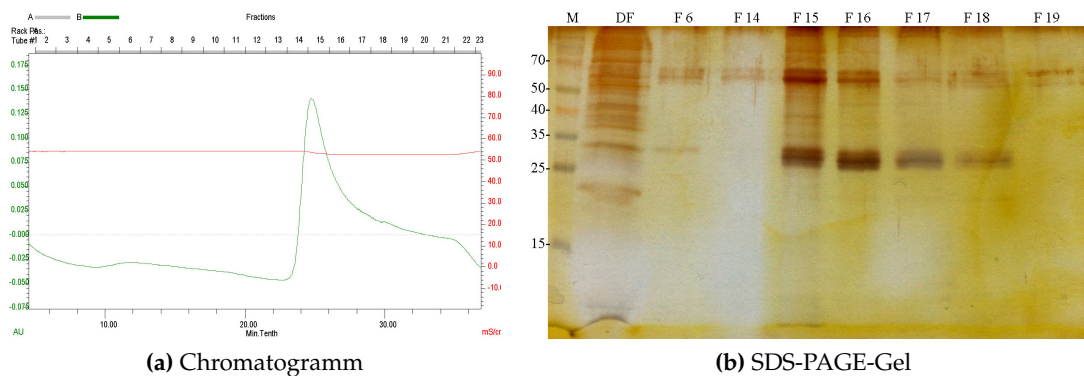 A B Fractions
Rack Pos.:
Tube #1 2 3 4 5 6 7 8 9 10 11 12 13 14 15 16 17 18 19 20 21 22 23
0.175 90.0
0.150 80.0
0.125 70.0
0.100 60.0
0.075 50.0
0.050 40.0
0.025 30.0
-0.000 20.0
-0.025 10.0
-0.050 0.0
-0.075 -10.0
10.00 20.00 30.00
AU Min.Tenth mS/cr
(a) Chromatogramm
M DF F 6 F 14 F 15 F 16 F 17 F 18 F 19
70-
50-
40-
35-
25-
15-
(b) SDS-PAGE-Gel